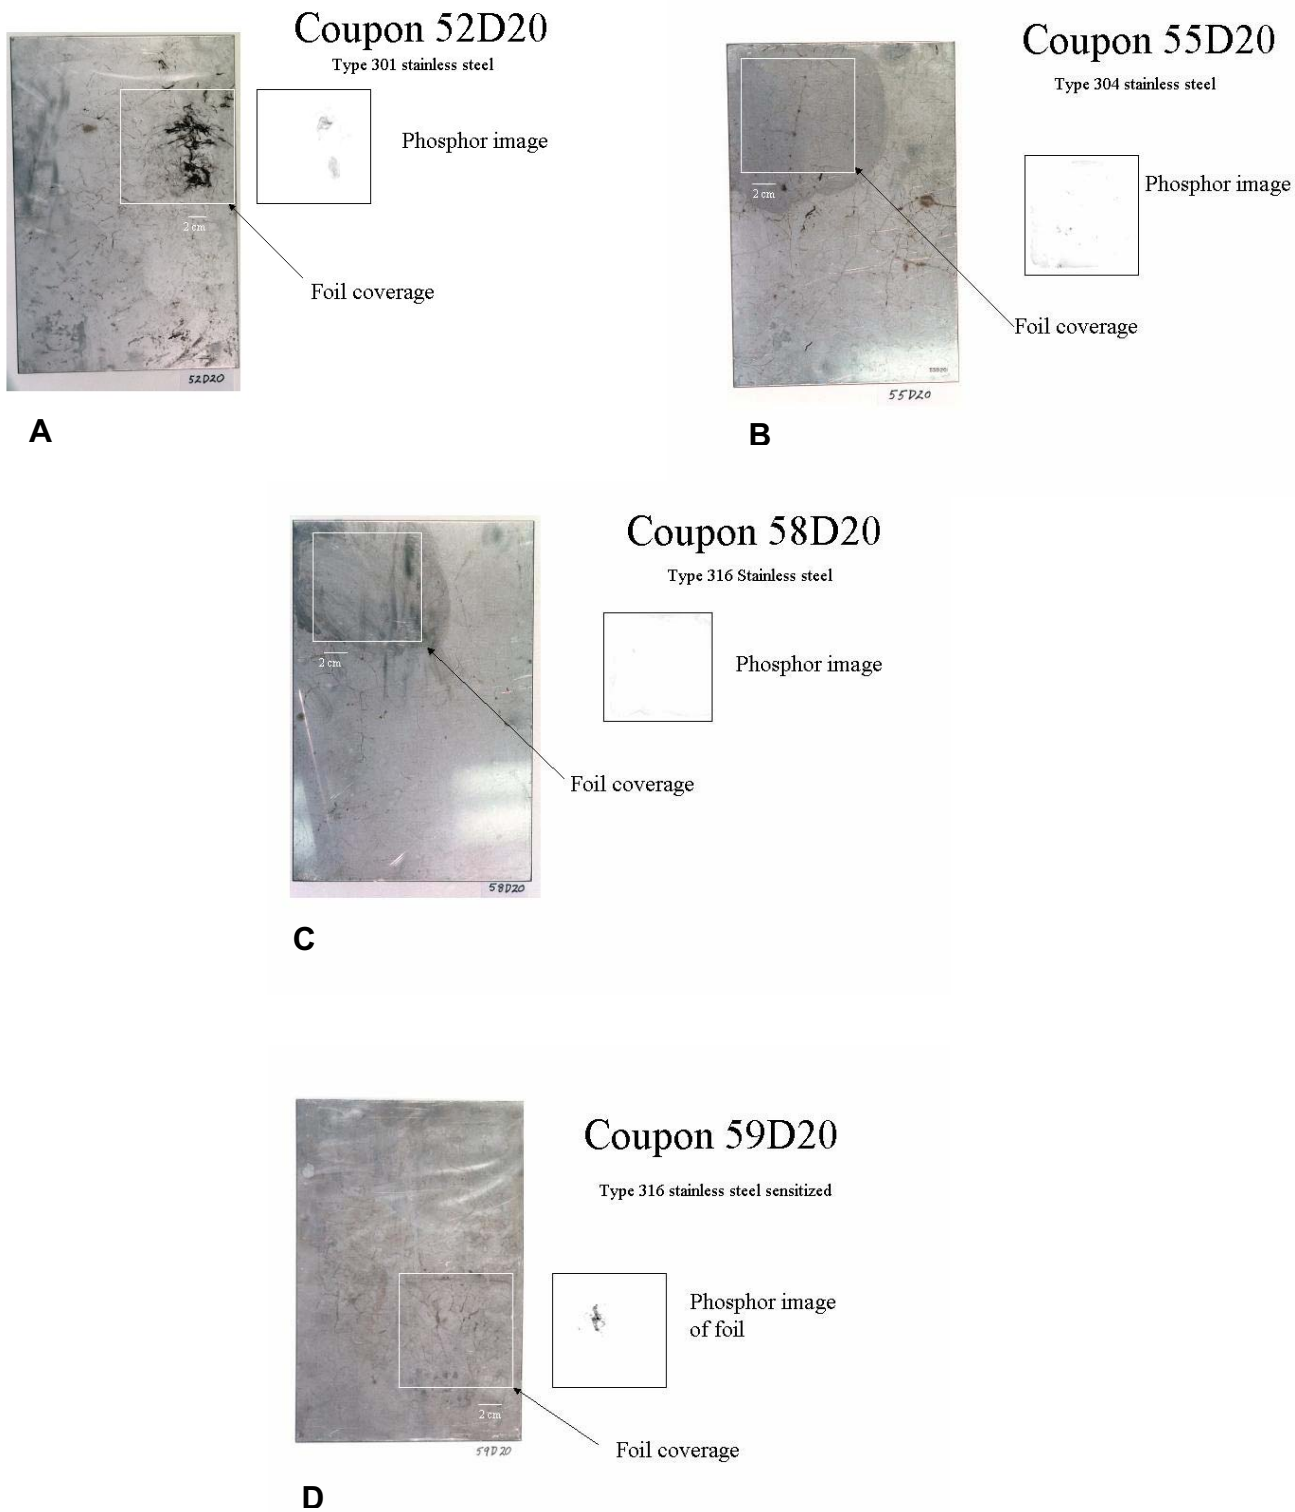 Coupon 52D20
Type 301 stainless steel
Phosphor image
2 cm
Foil coverage
52D20
A
Coupon 55D20
Type 304 stainless steel
Phosphor image
2 cm
Foil coverage
55D20
B
Coupon 58D20
Type 316 Stainless steel
2 cm
Phosphor image
Foil coverage
58D20
C
Coupon 59D20
Type 316 stainless steel sensitized
Phosphor image
of foil
2 cm
Foil coverage
59D20
D